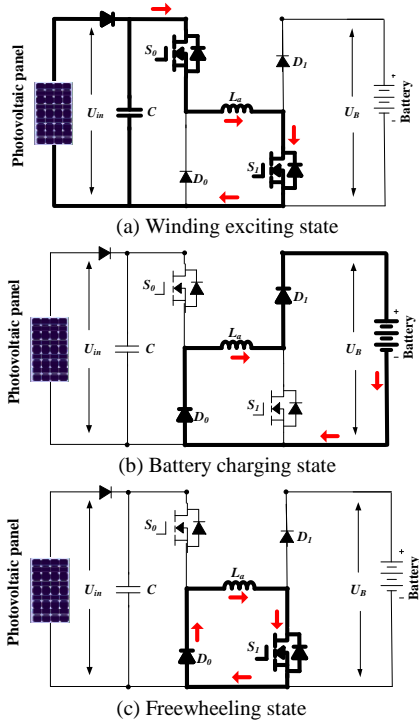 Photovoltaic panel
U_in
C
S_0
L_a
D_0
D_1
S_1
U_B
+
−
Battery
(a) Winding exciting state
Photovoltaic panel
U_in
C
S_0
L_a
D_0
D_1
S_1
U_B
+
−
Battery
(b) Battery charging state
Photovoltaic panel
U_in
C
S_0
L_a
D_0
D_1
S_1
U_B
+
−
Battery
(c) Freewheeling state